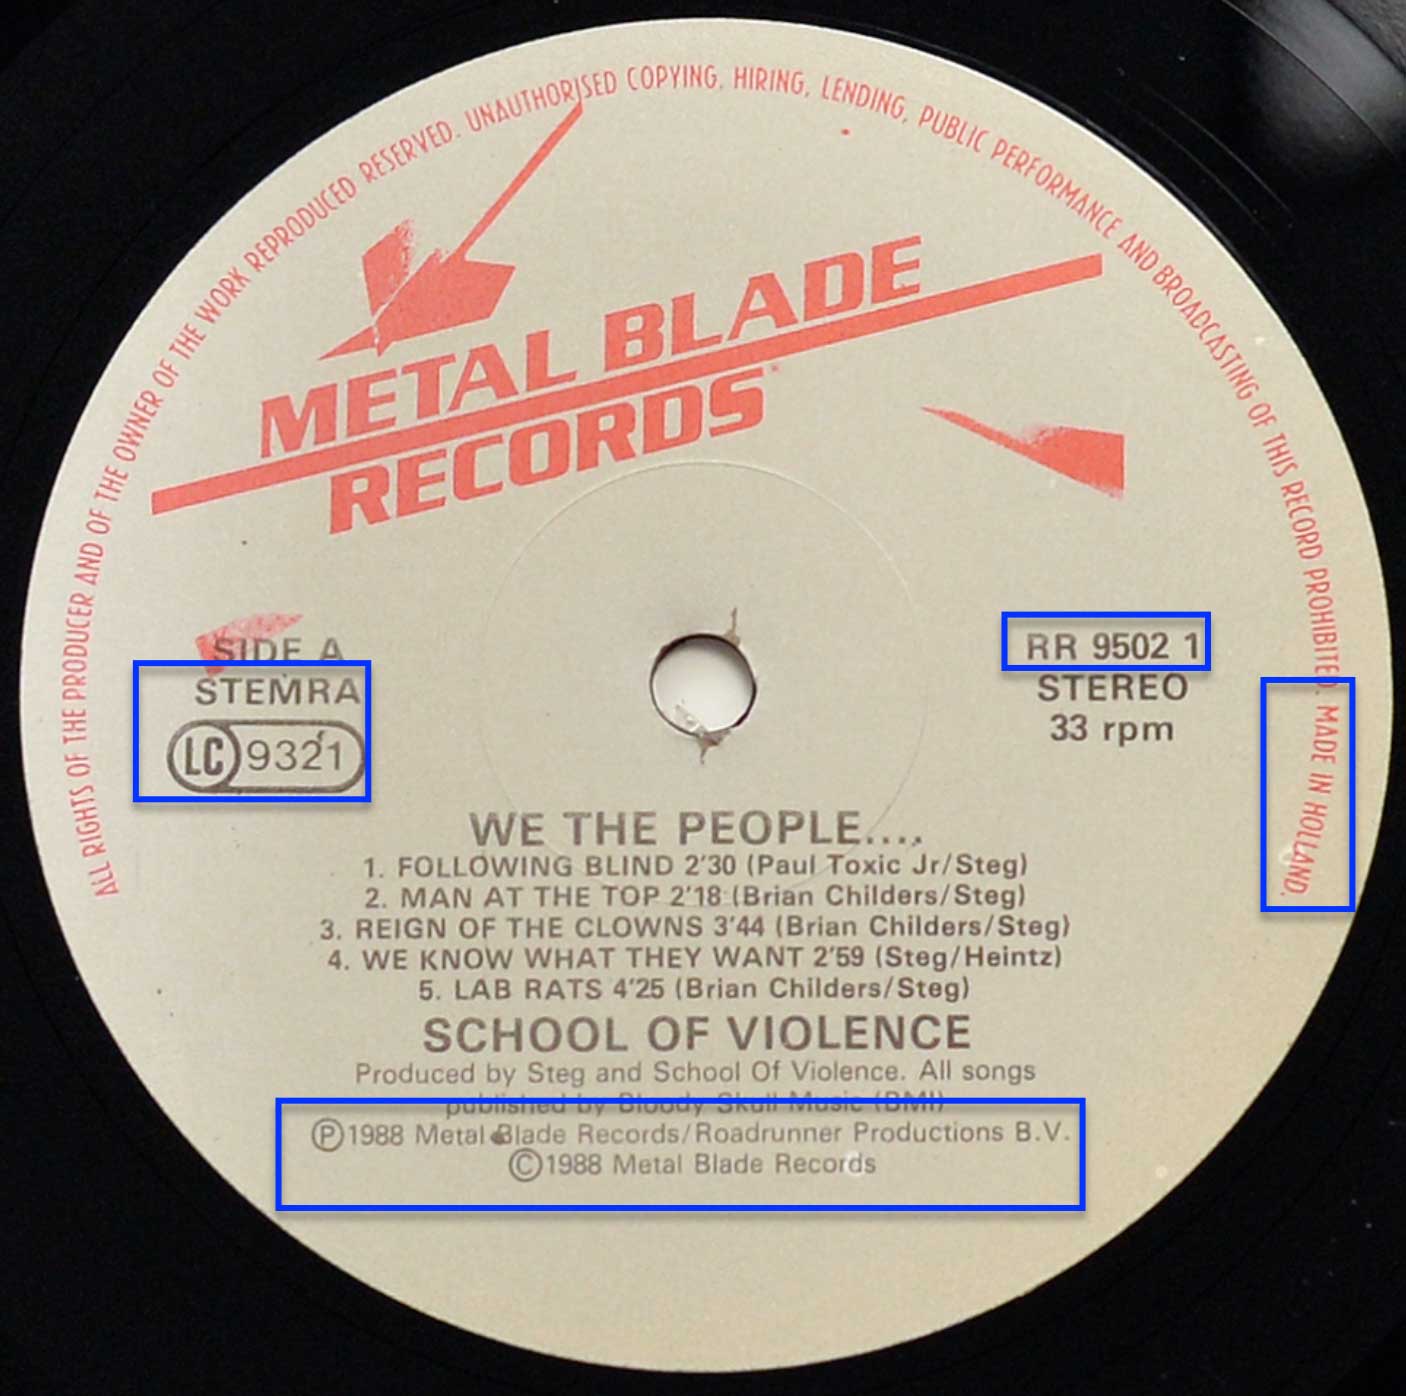 ALL RIGHTS OF THE PRODUCER AND OF THE OWNER OF THE WORK REPRODUCED RESERVED. UNAUTHORISED COPYING, HIRING, LENDING, PUBLIC PERFORMANCE AND BROADCASTING OF THIS RECORD PROHIBITED. MADE IN HOLLAND.
METAL BLADE
RECORDS
SIDE A
STEMRA
LC 9321
RR 9502 1
STEREO
33 rpm
WE THE PEOPLE....
1. FOLLOWING BLIND 2'30 (Paul Toxic Jr/Steg)
2. MAN AT THE TOP 2'18 (Brian Childers/Steg)
3. REIGN OF THE CLOWNS 3'44 (Brian Childers/Steg)
4. WE KNOW WHAT THEY WANT 2'59 (Steg/Heintz)
5. LAB RATS 4'25 (Brian Childers/Steg)
SCHOOL OF VIOLENCE
Produced by Steg and School Of Violence. All songs
published by Bloody Skull Music (BMI)
Ⓟ1988 Metal Blade Records/Roadrunner Productions B.V.
©1988 Metal Blade Records